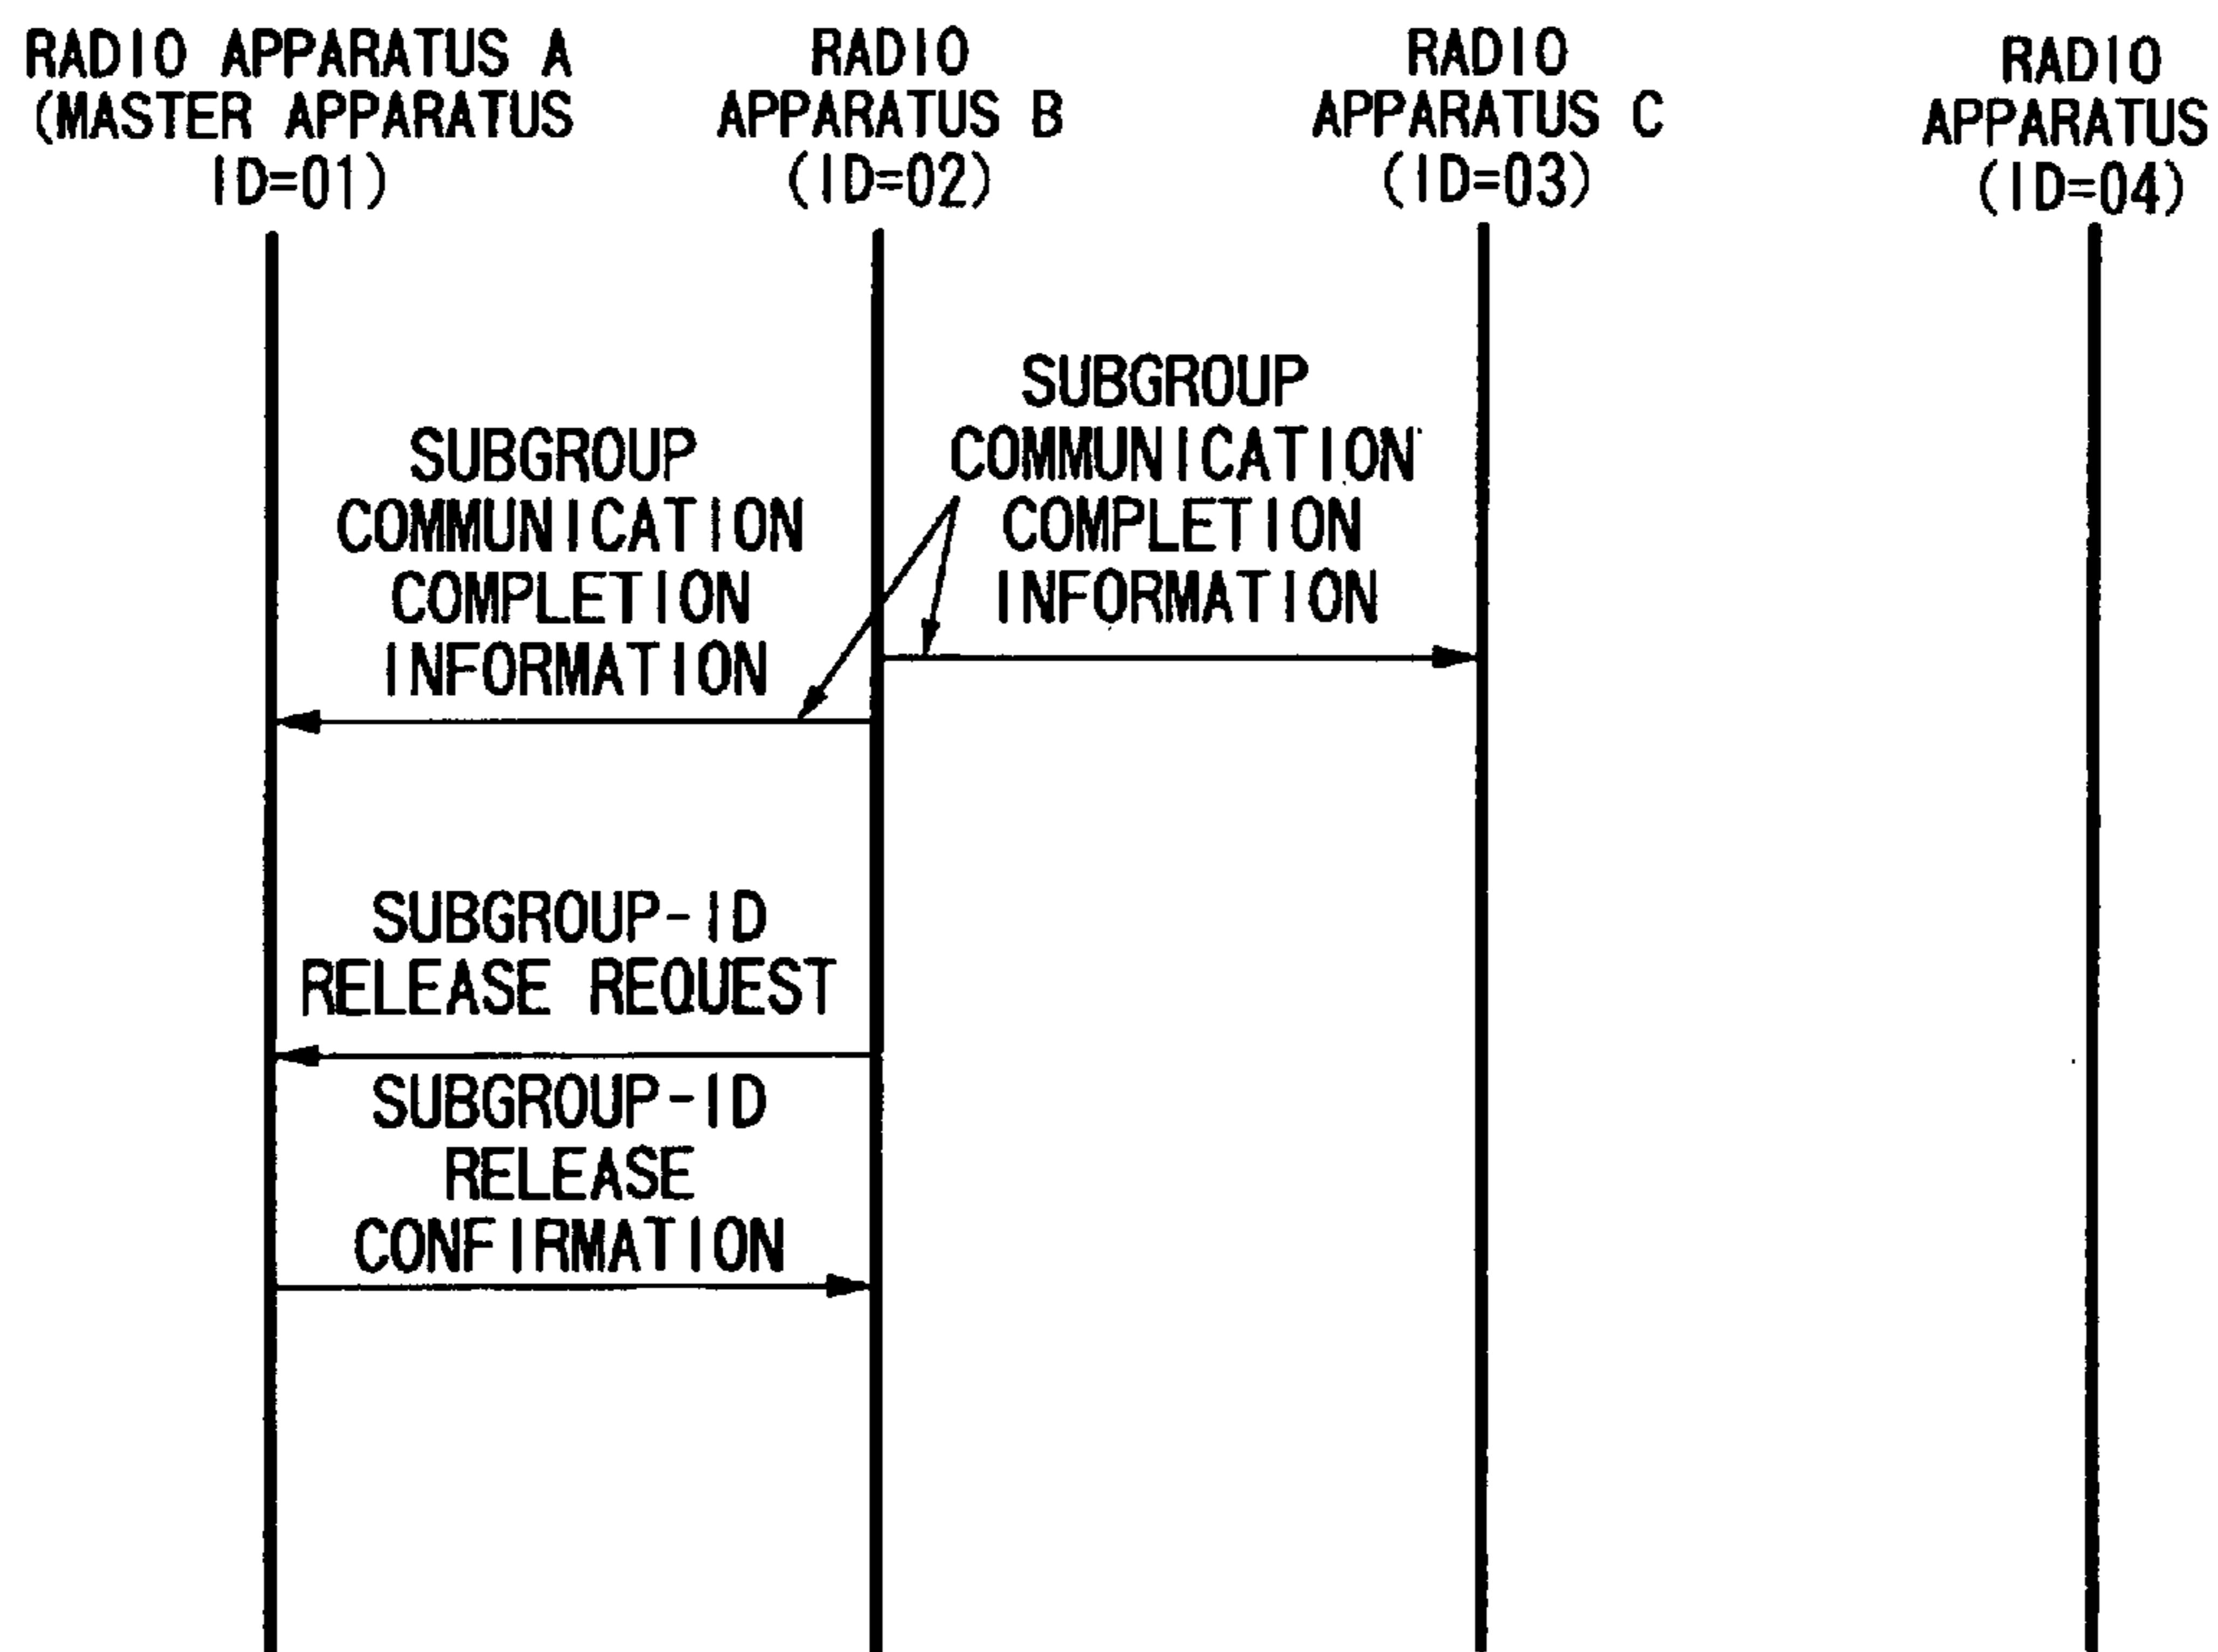 RADIO APPARATUS A
(MASTER APPARATUS
ID=01)
RADIO
APPARATUS B
(ID=02)
RADIO
APPARATUS C
(ID=03)
RADIO
APPARATUS
(ID=04)
SUBGROUP
COMMUNICATION
COMPLETION
INFORMATION
SUBGROUP
COMMUNICATION
COMPLETION
INFORMATION
SUBGROUP-ID
RELEASE REQUEST
SUBGROUP-ID
RELEASE
CONFIRMATION